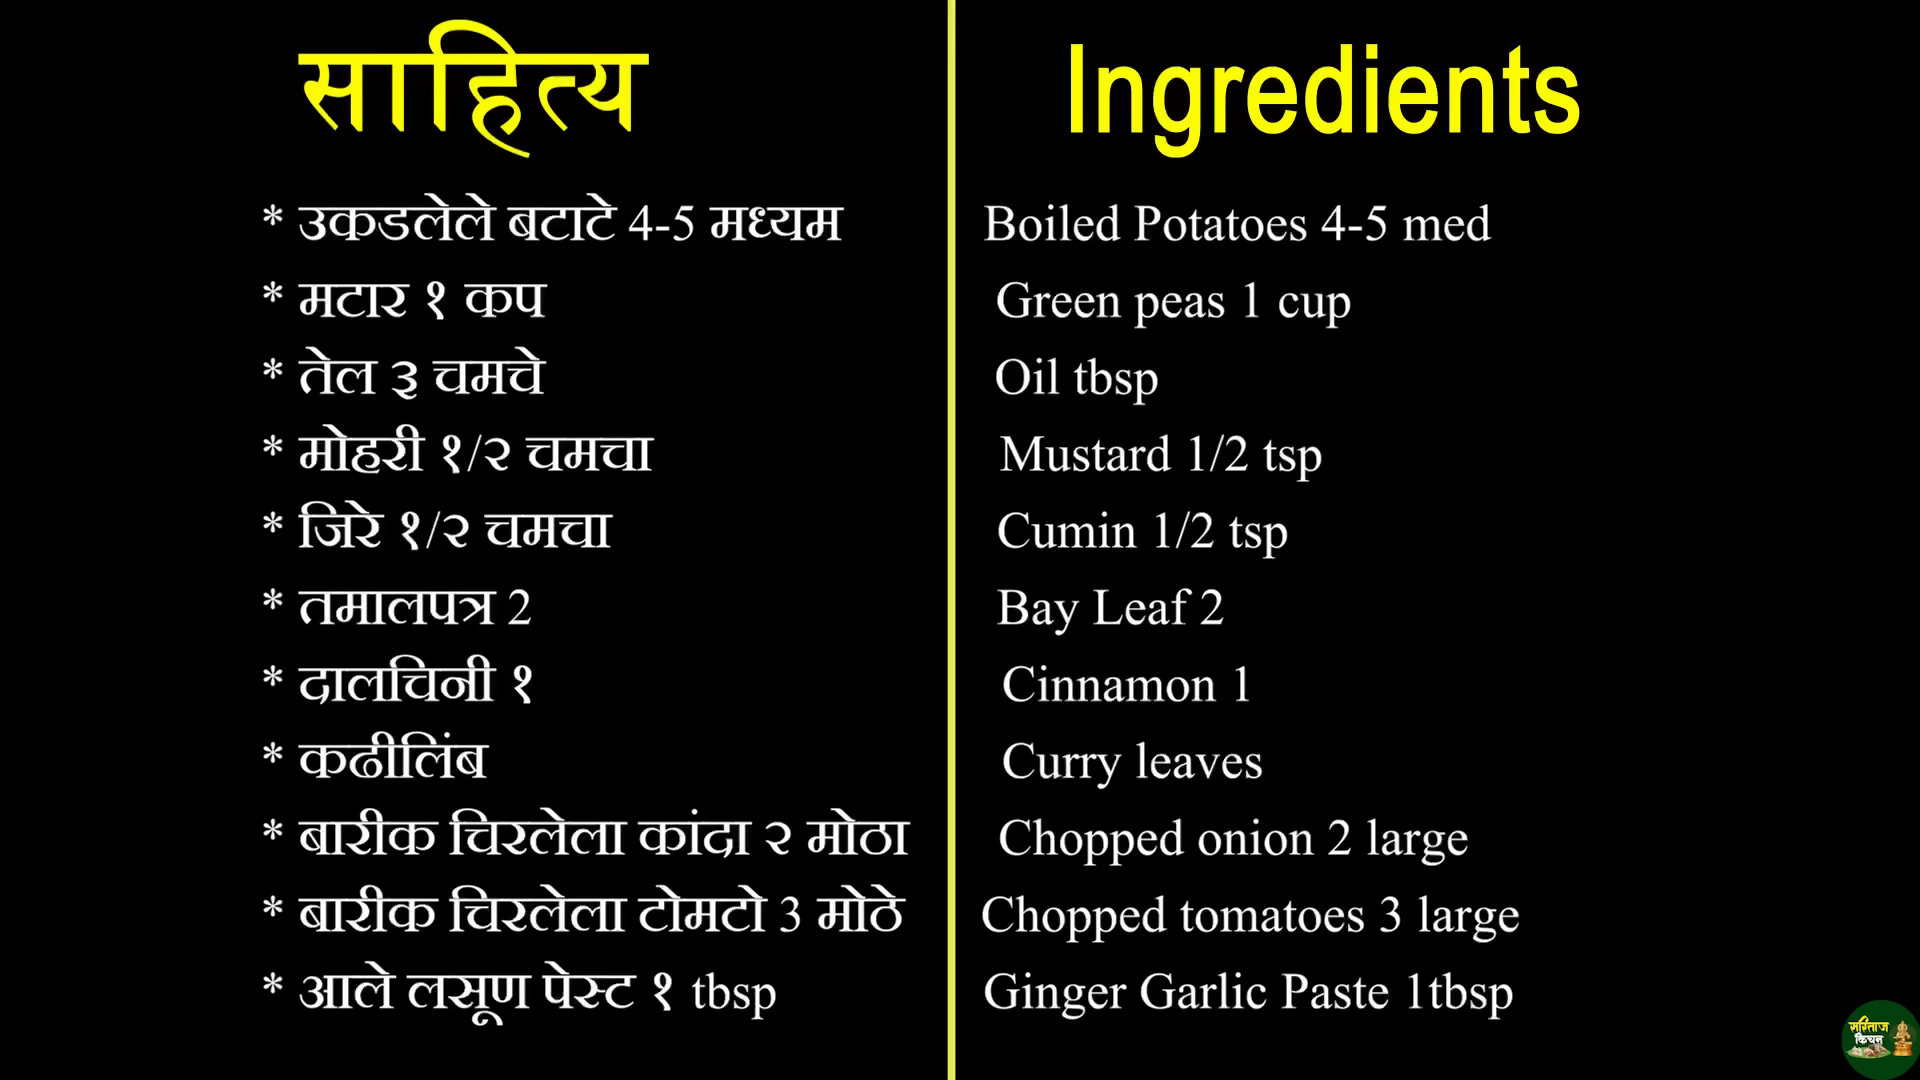 साहित्य
* उकडलेले बटाटे 4-5 मध्यम
* मटार १ कप
* तेल ३ चमचे
* मोहरी १/२ चमचा
* जिरे १/२ चमचा
* तमालपत्र 2
* दालचिनी १
* कढीलिंब
* बारीक चिरलेला कांदा २ मोठा
* बारीक चिरलेला टोमटो 3 मोठे
* आले लसूण पेस्ट १ tbsp
Ingredients
Boiled Potatoes 4-5 med
Green peas 1 cup
Oil tbsp
Mustard 1/2 tsp
Cumin 1/2 tsp
Bay Leaf 2
Cinnamon 1
Curry leaves
Chopped onion 2 large
Chopped tomatoes 3 large
Ginger Garlic Paste 1tbsp
सरिताज
किचन